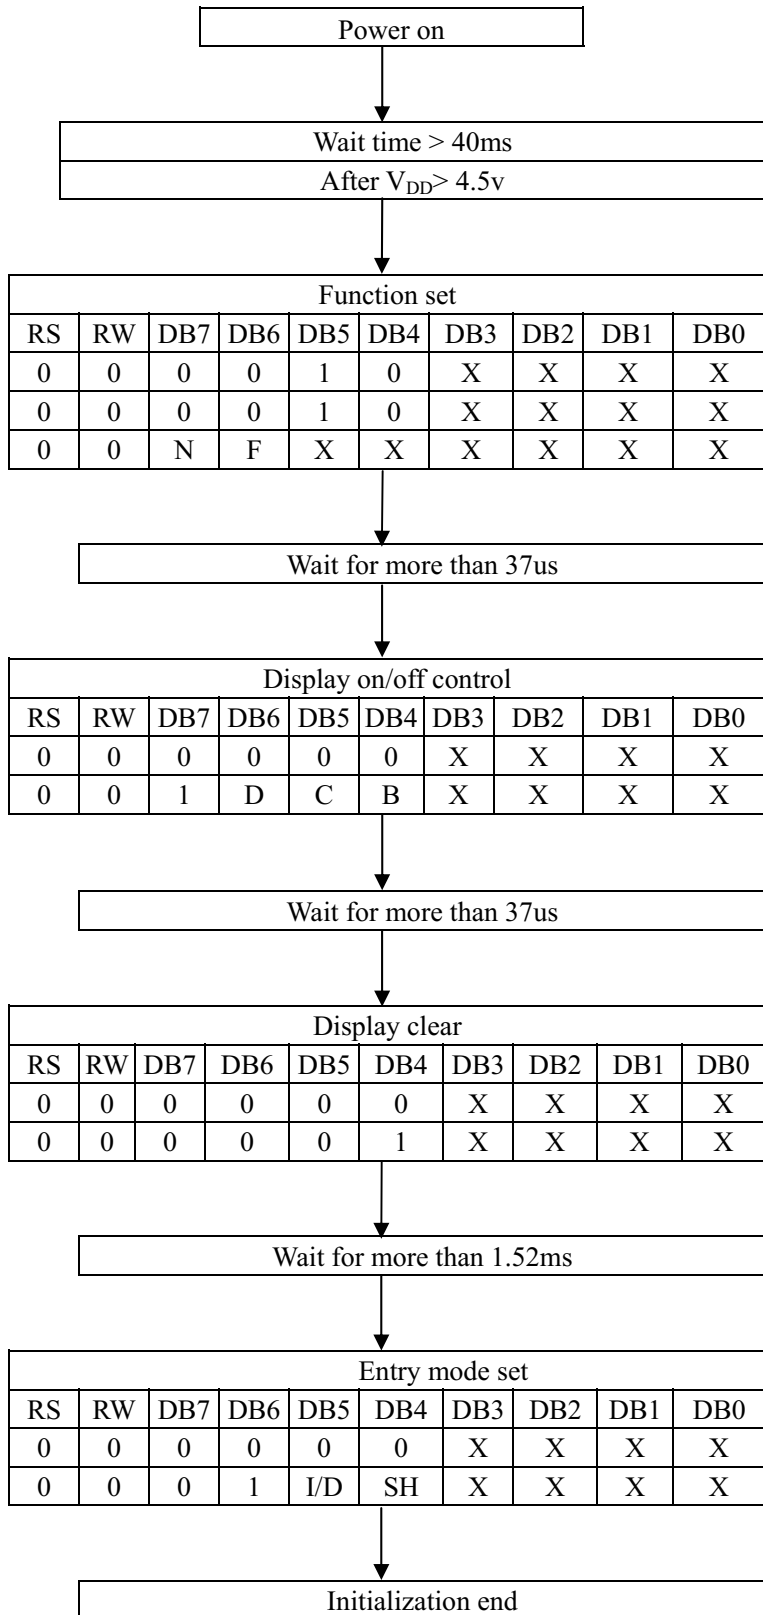 Power on
Wait time > 40ms
After VDD> 4.5v
Function set
RS RW DB7 DB6 DB5 DB4 DB3 DB2 DB1 DB0
0 0 0 0 1 0 X X X X
0 0 0 0 1 0 X X X X
0 0 N F X X X X X X
Wait for more than 37us
Display on/off control
RS RW DB7 DB6 DB5 DB4 DB3 DB2 DB1 DB0
0 0 0 0 0 0 X X X X
0 0 1 D C B X X X X
Wait for more than 37us
Display clear
RS RW DB7 DB6 DB5 DB4 DB3 DB2 DB1 DB0
0 0 0 0 0 0 X X X X
0 0 0 0 0 1 X X X X
Wait for more than 1.52ms
Entry mode set
RS RW DB7 DB6 DB5 DB4 DB3 DB2 DB1 DB0
0 0 0 0 0 0 X X X X
0 0 0 1 I/D SH X X X X
Initialization end